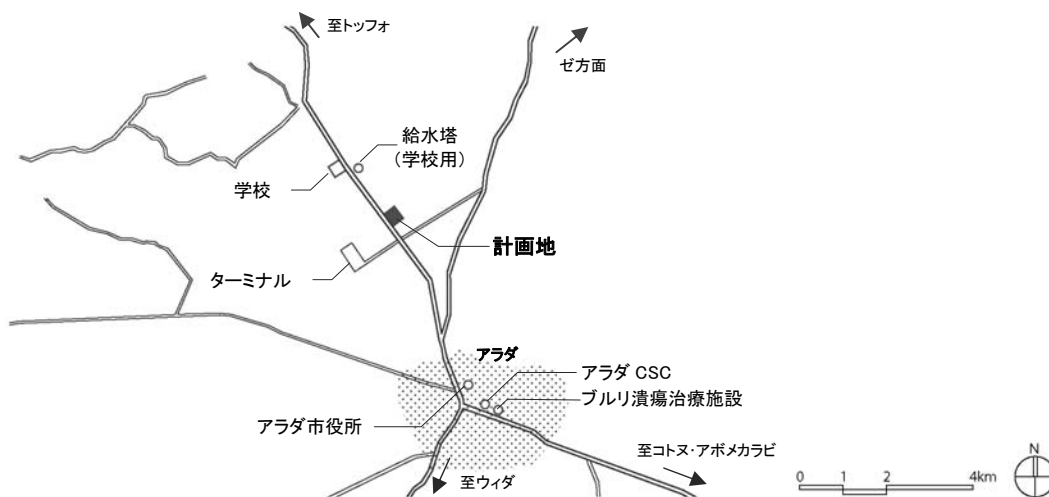 至トッフォ
ゼ方面
給水塔
(学校用)
学校
計画地
ターミナル
アラダ
アラダ CSC
ブルリ潰瘍治療施設
アラダ市役所
至コトヌ・アボメカラビ
至ウィダ
N
0 1 2 4km